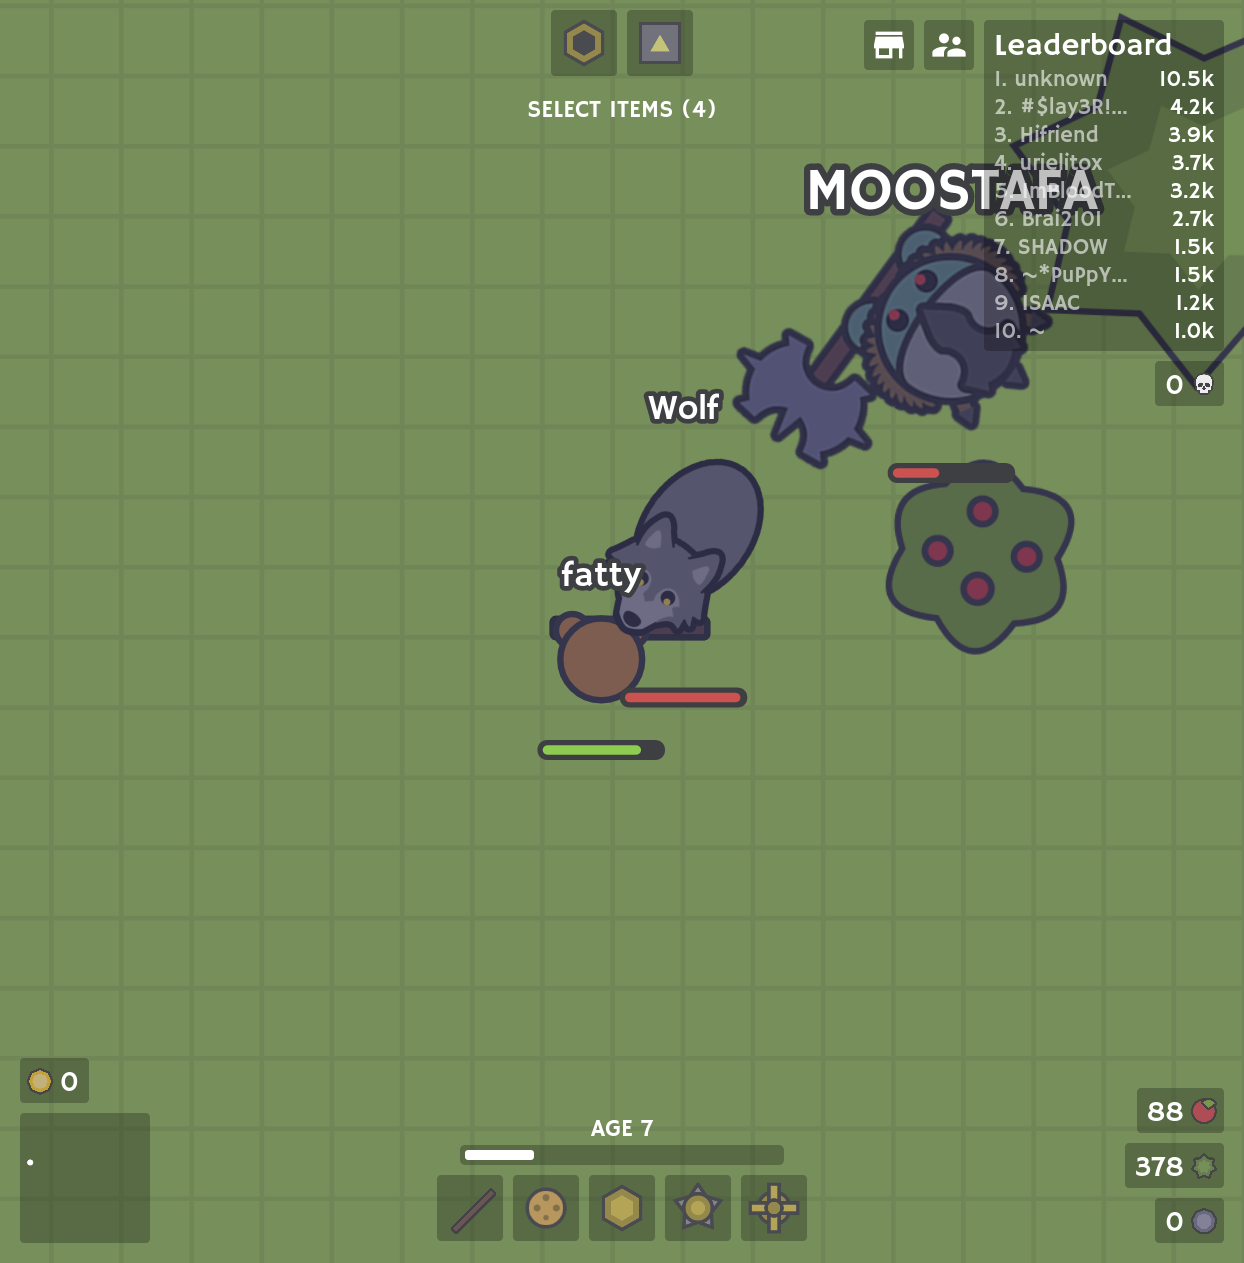 SELECT ITEMS (4)
Leaderboard
1. unknown 10.5k
2. #$lay3R!... 4.2k
3. Hifriend 3.9k
4. urielitox 3.7k
5. ImBloodT... 3.2k
6. Brai2101 2.7k
7. SHADOW 1.5k
8. ~*PuPpY... 1.5k
9. ISAAC 1.2k
10. ~ 1.0k
MOOSTAFA
0
Wolf
fatty
0
AGE 7
88
378
0